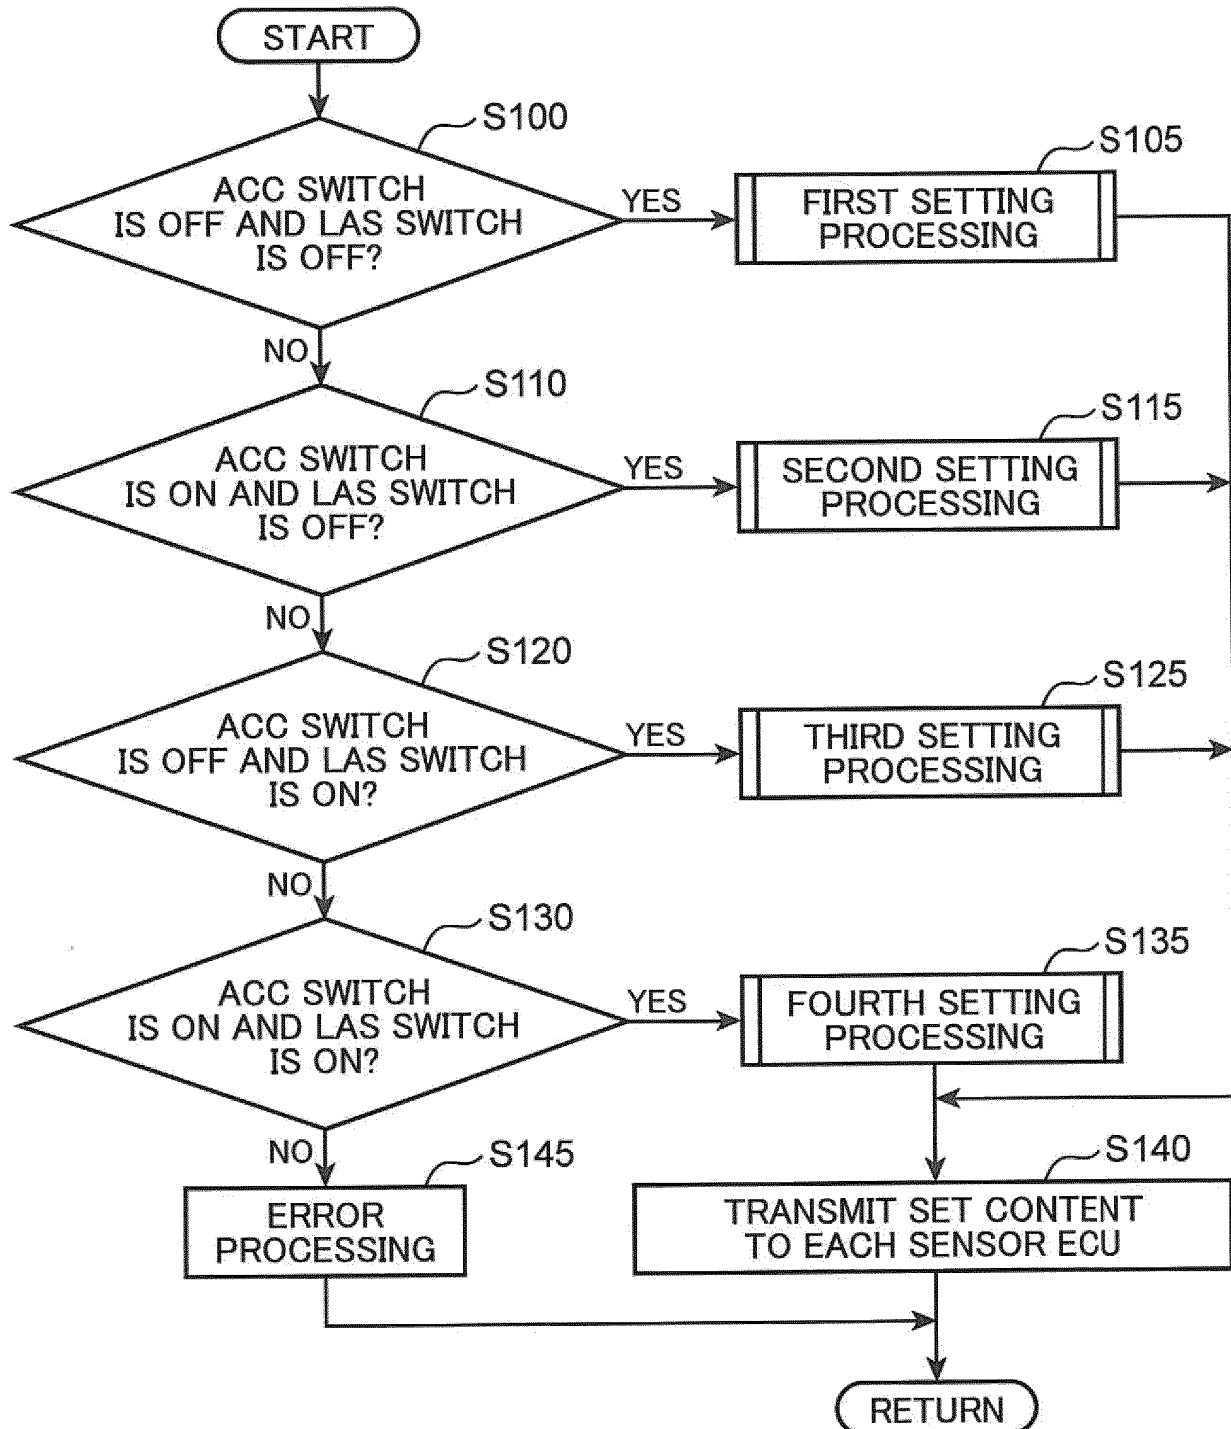 START
S100
ACC SWITCH
IS OFF AND LAS SWITCH
IS OFF?
YES
S105
FIRST SETTING
PROCESSING
NO
S110
ACC SWITCH
IS ON AND LAS SWITCH
IS OFF?
YES
S115
SECOND SETTING
PROCESSING
NO
S120
ACC SWITCH
IS OFF AND LAS SWITCH
IS ON?
YES
S125
THIRD SETTING
PROCESSING
NO
S130
ACC SWITCH
IS ON AND LAS SWITCH
IS ON?
YES
S135
FOURTH SETTING
PROCESSING
NO
S145
ERROR
PROCESSING
S140
TRANSMIT SET CONTENT
TO EACH SENSOR ECU
RETURN